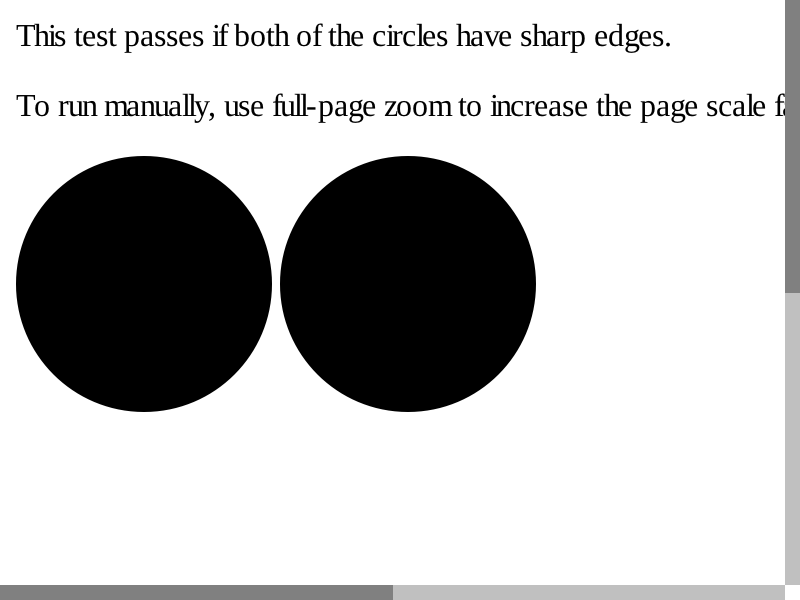 This test passes if both of the circles have sharp edges.
To run manually, use full-page zoom to increase the page scale